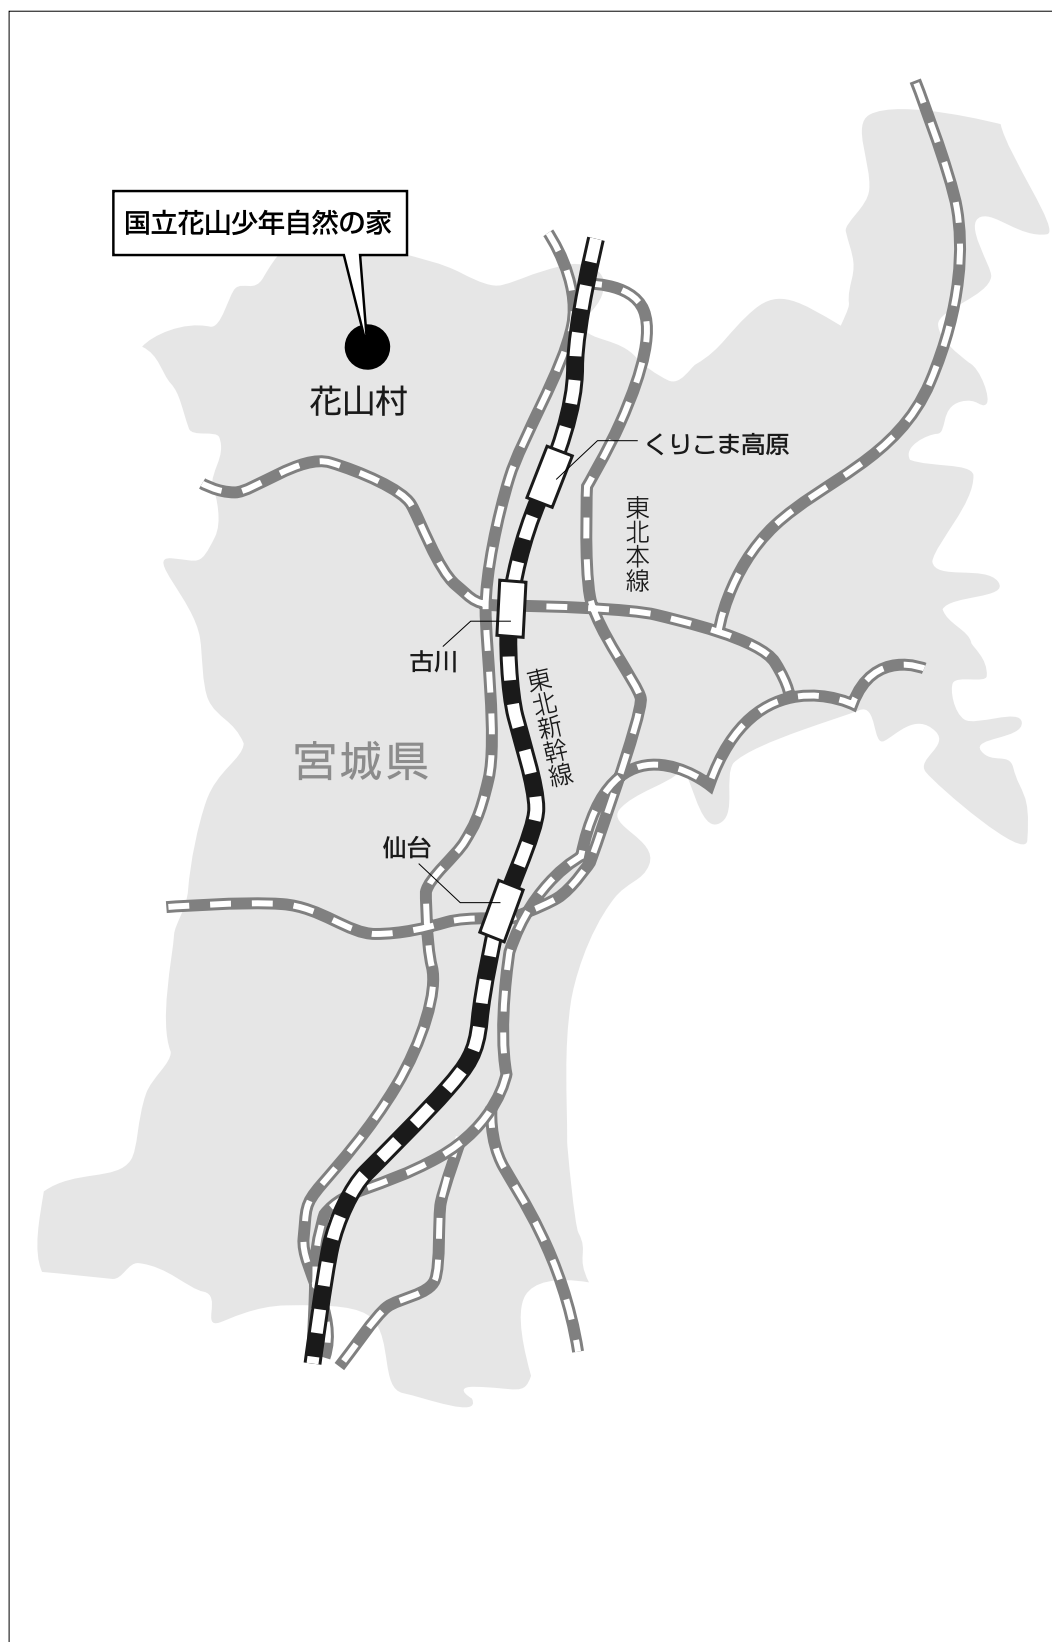 国立花山少年自然の家
花山村
くりこま高原
東北本線
古川
東北新幹線
宮城県
仙台